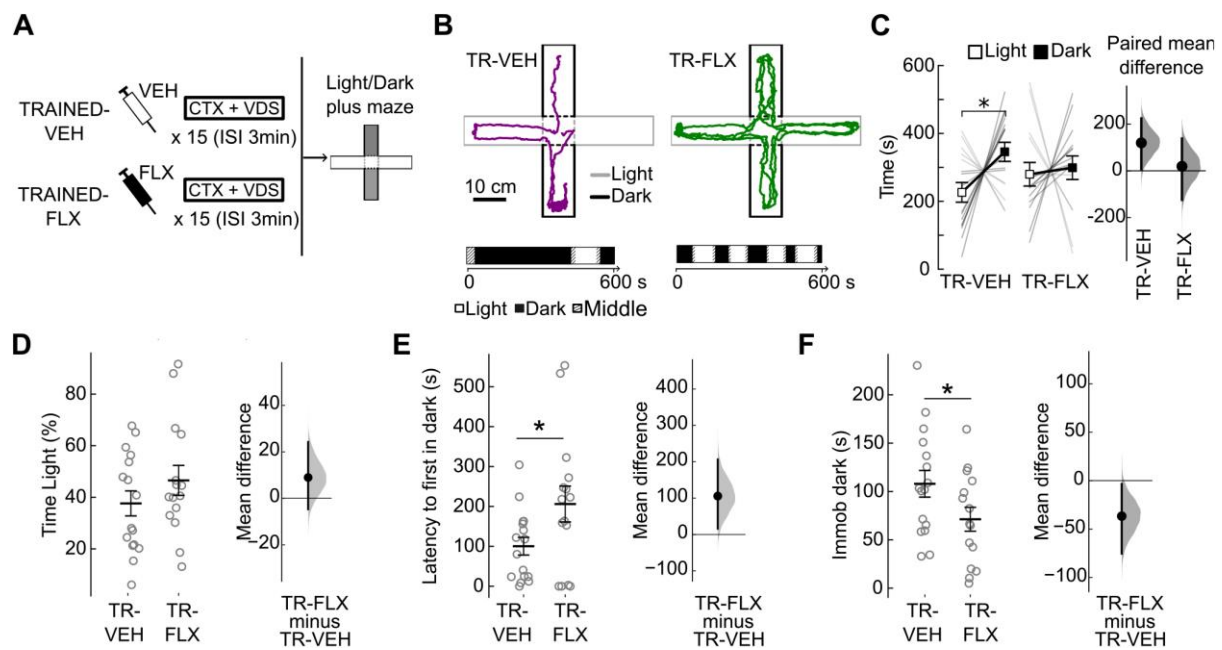 A
VEH
TRAINED-
VEH
CTX + VDS
x 15 (ISI 3min)
FLX
TRAINED-
FLX
CTX + VDS
x 15 (ISI 3min)
Light/Dark
plus maze
B
TR-VEH
TR-FLX
10 cm
Light
Dark
0
600 s
0
600 s
Light Dark Middle
C
Light Dark
Paired mean
difference
Time (s)
600
400
200
0
*
TR-VEH TR-FLX
200
0
-200
TR-VEH
TR-FLX
D
Time Light (%)
80
60
40
20
TR-
VEH
TR-
FLX
Mean difference
40
20
0
−20
TR-FLX
minus
TR-VEH
E
Latency to first in dark (s)
500
400
300
200
100
0
*
TR-
VEH
TR-
FLX
Mean difference
400
300
200
100
0
−100
TR-FLX
minus
TR-VEH
F
Immob dark (s)
200
150
100
50
0
*
TR-
VEH
TR-
FLX
Mean difference
100
50
0
−50
−100
TR-FLX
minus
TR-VEH